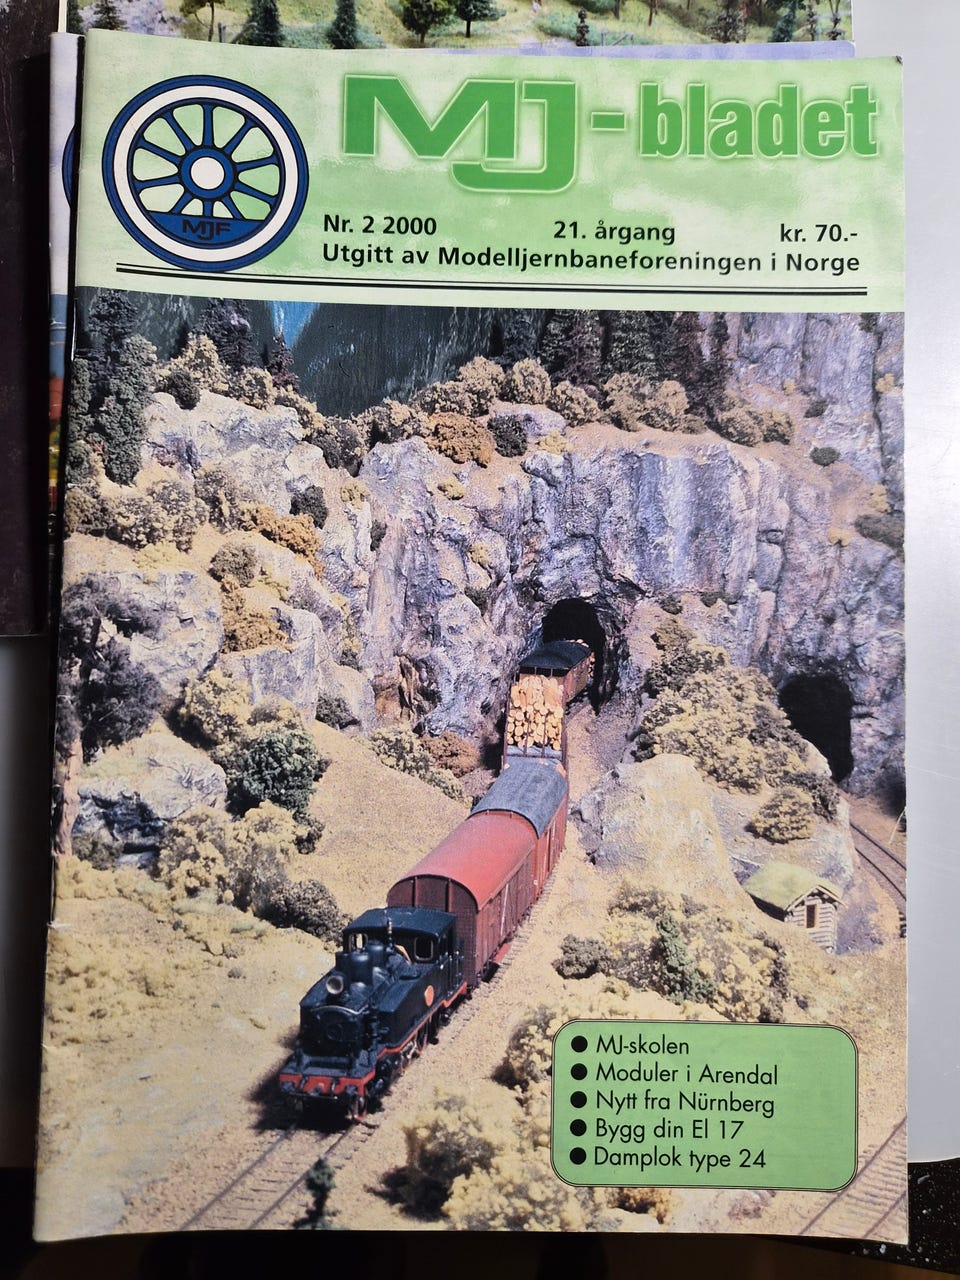 MJ-bladet
MJF
Nr. 2 2000 21. årgang kr. 70.-
Utgitt av Modelljernbaneforeningen i Norge
● MJ-skolen
● Moduler i Arendal
● Nytt fra Nürnberg
● Bygg din El 17
● Damplok type 24